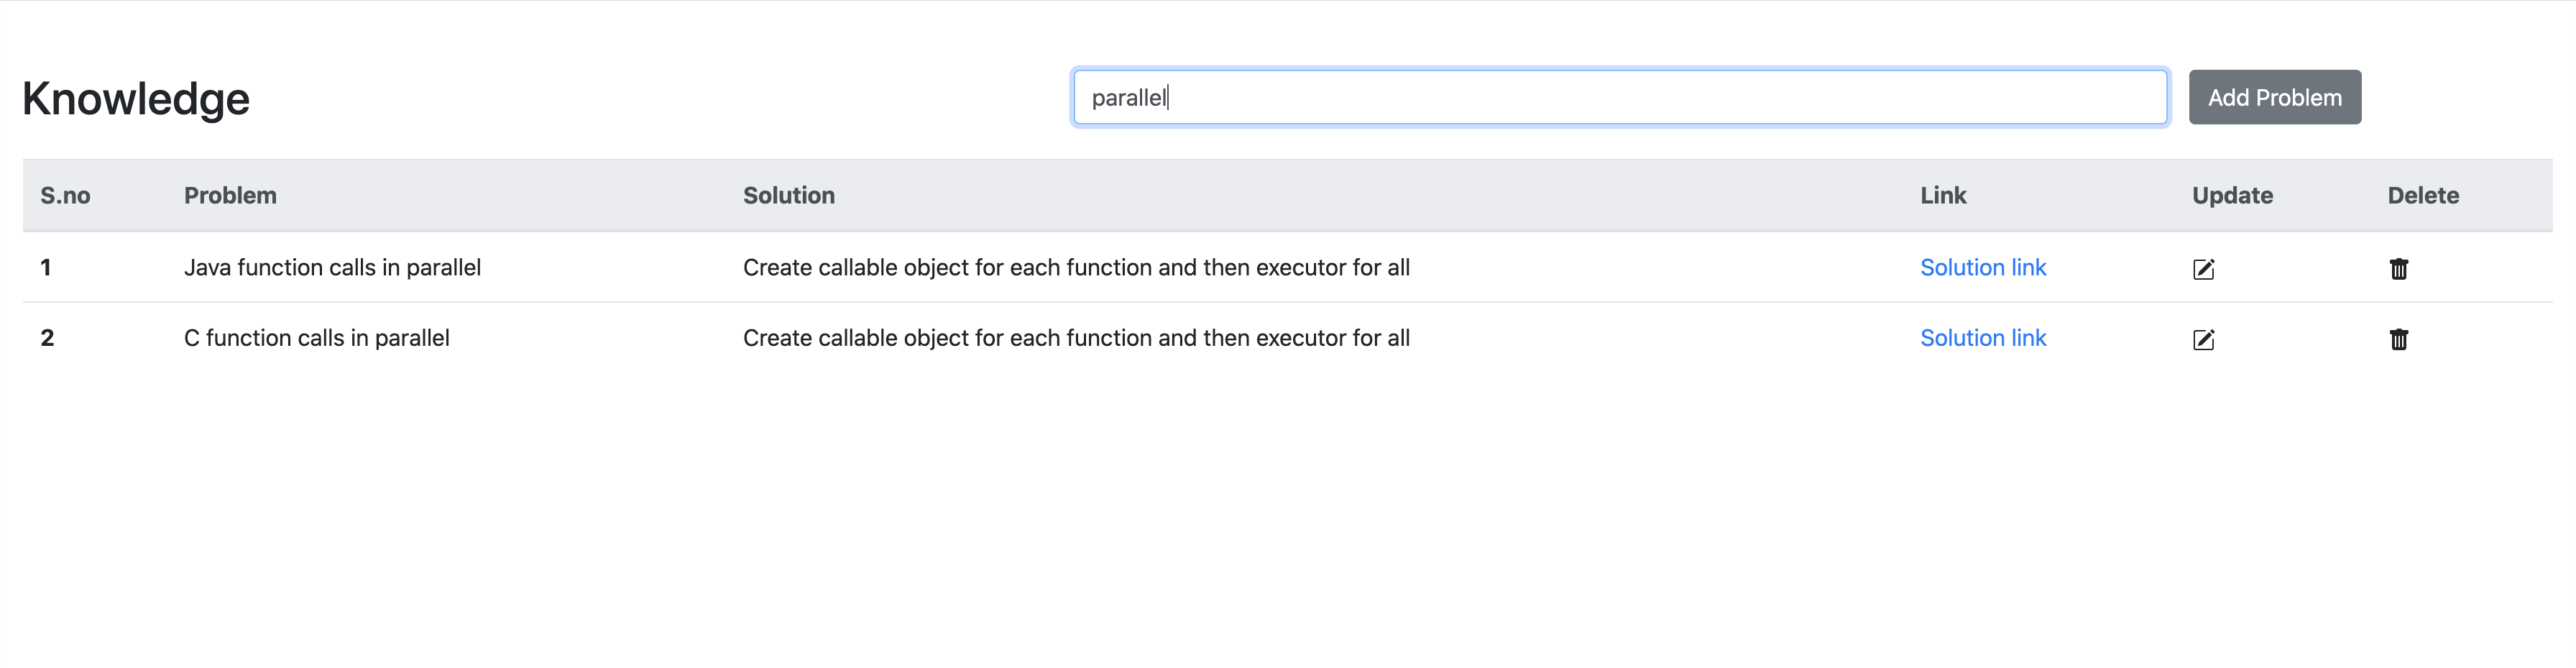 Knowledge
parallel
Add Problem
S.no Problem Solution Link Update Delete
1 Java function calls in parallel Create callable object for each function and then executor for all Solution link
2 C function calls in parallel Create callable object for each function and then executor for all Solution link